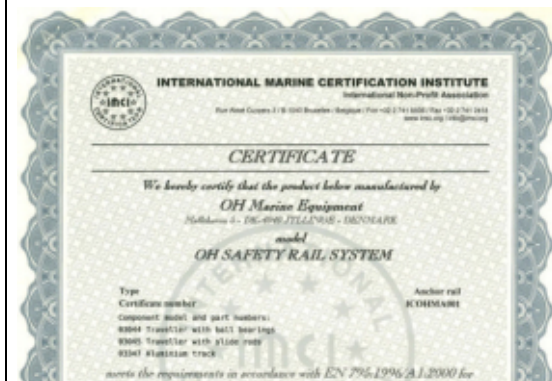 INTERNATIONAL MARINE CERTIFICATION INSTITUTE
International Non-Profit Association
CERTIFICATE
We hereby certify that the product below manufactured by
OH Marine Equipment
DENMARK
model
OH SAFETY RAIL SYSTEM
Type Anchor rail
Certificate number ICOHMA001
Component model and part numbers:
Traveller with ball bearings
Traveller with slide rods
Aluminium track
meets the requirements in accordance with EN 795:1996/A1:2000 for
INTERNATIONAL
imci